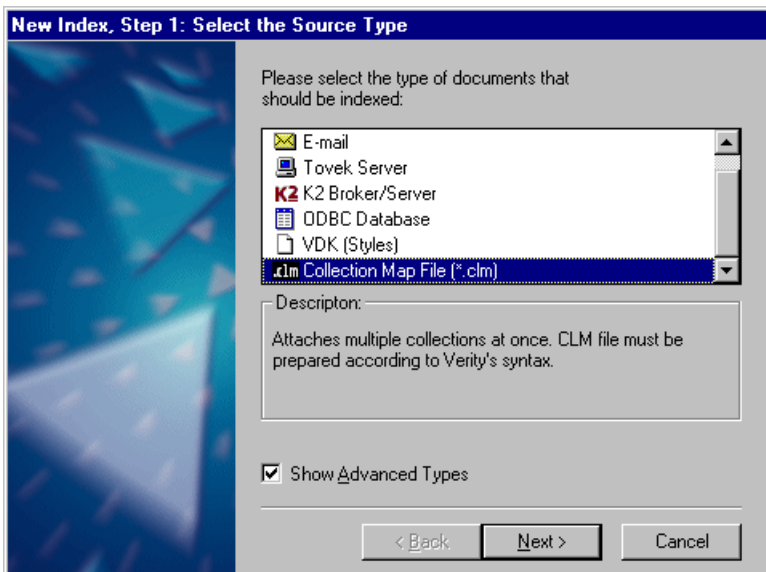 New Index, Step 1: Select the Source Type
Please select the type of documents that
should be indexed:
E-mail
Tovek Server
K2 K2 Broker/Server
ODBC Database
VDK (Styles)
.clm Collection Map File (*.clm)
Descripton:
Attaches multiple collections at once. CLM file must be
prepared according to Verity's syntax.
Show Advanced Types
< Back
Next >
Cancel